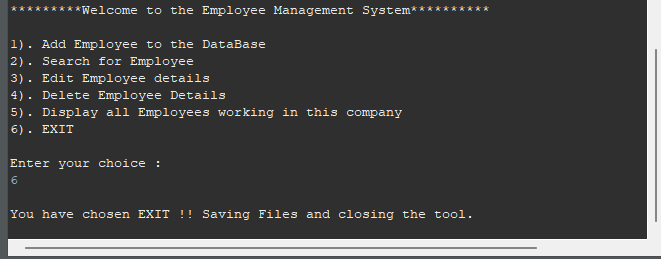 *********Welcome to the Employee Management System**********
1). Add Employee to the DataBase
2). Search for Employee
3). Edit Employee details
4). Delete Employee Details
5). Display all Employees working in this company
6). EXIT
Enter your choice :
6
You have chosen EXIT !! Saving Files and closing the tool.